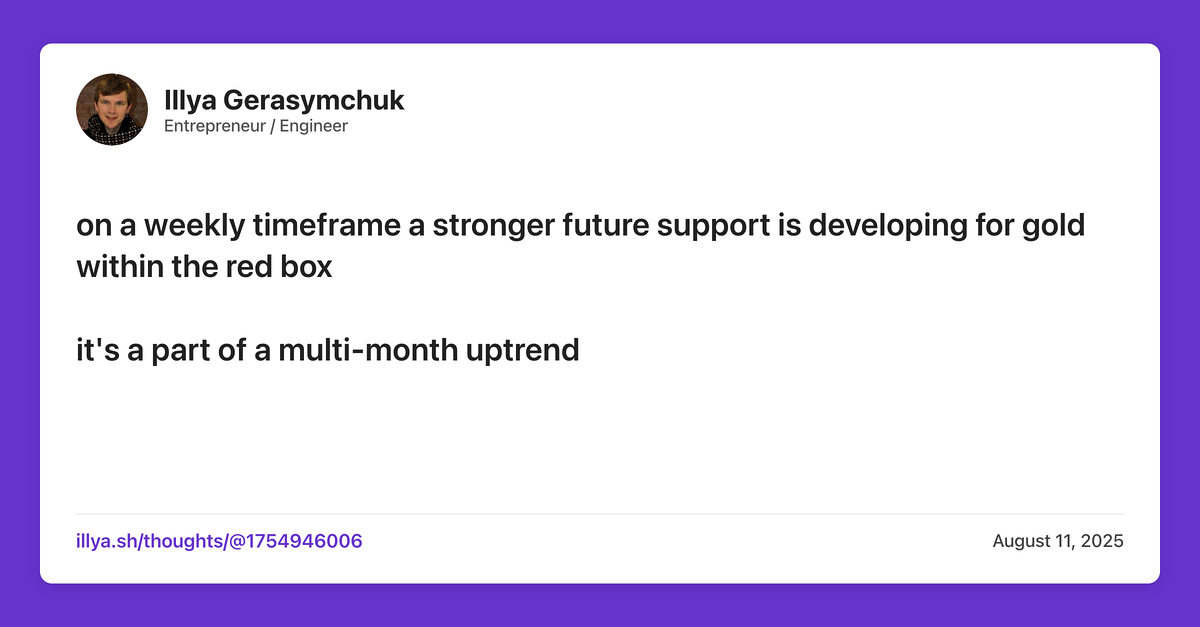 Illya Gerasymchuk
Entrepreneur / Engineer
on a weekly timeframe a stronger future support is developing for gold
within the red box
it's a part of a multi-month uptrend
illya.sh/thoughts/@1754946006
August 11, 2025